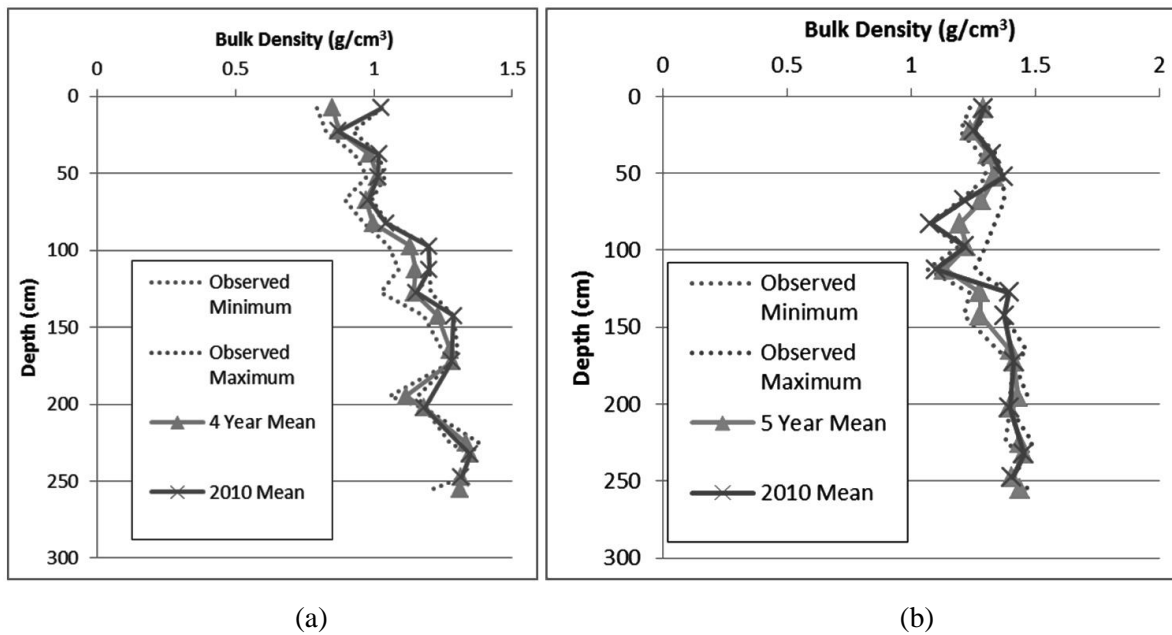 Bulk Density (g/cm³)
0 0.5 1 1.5
0
50
100
150
200
250
300
Depth (cm)
Observed
Minimum
Observed
Maximum
4 Year Mean
2010 Mean
(a)
Bulk Density (g/cm³)
0 0.5 1 1.5 2
0
50
100
150
200
250
300
Depth (cm)
Observed
Minimum
Observed
Maximum
5 Year Mean
2010 Mean
(b)